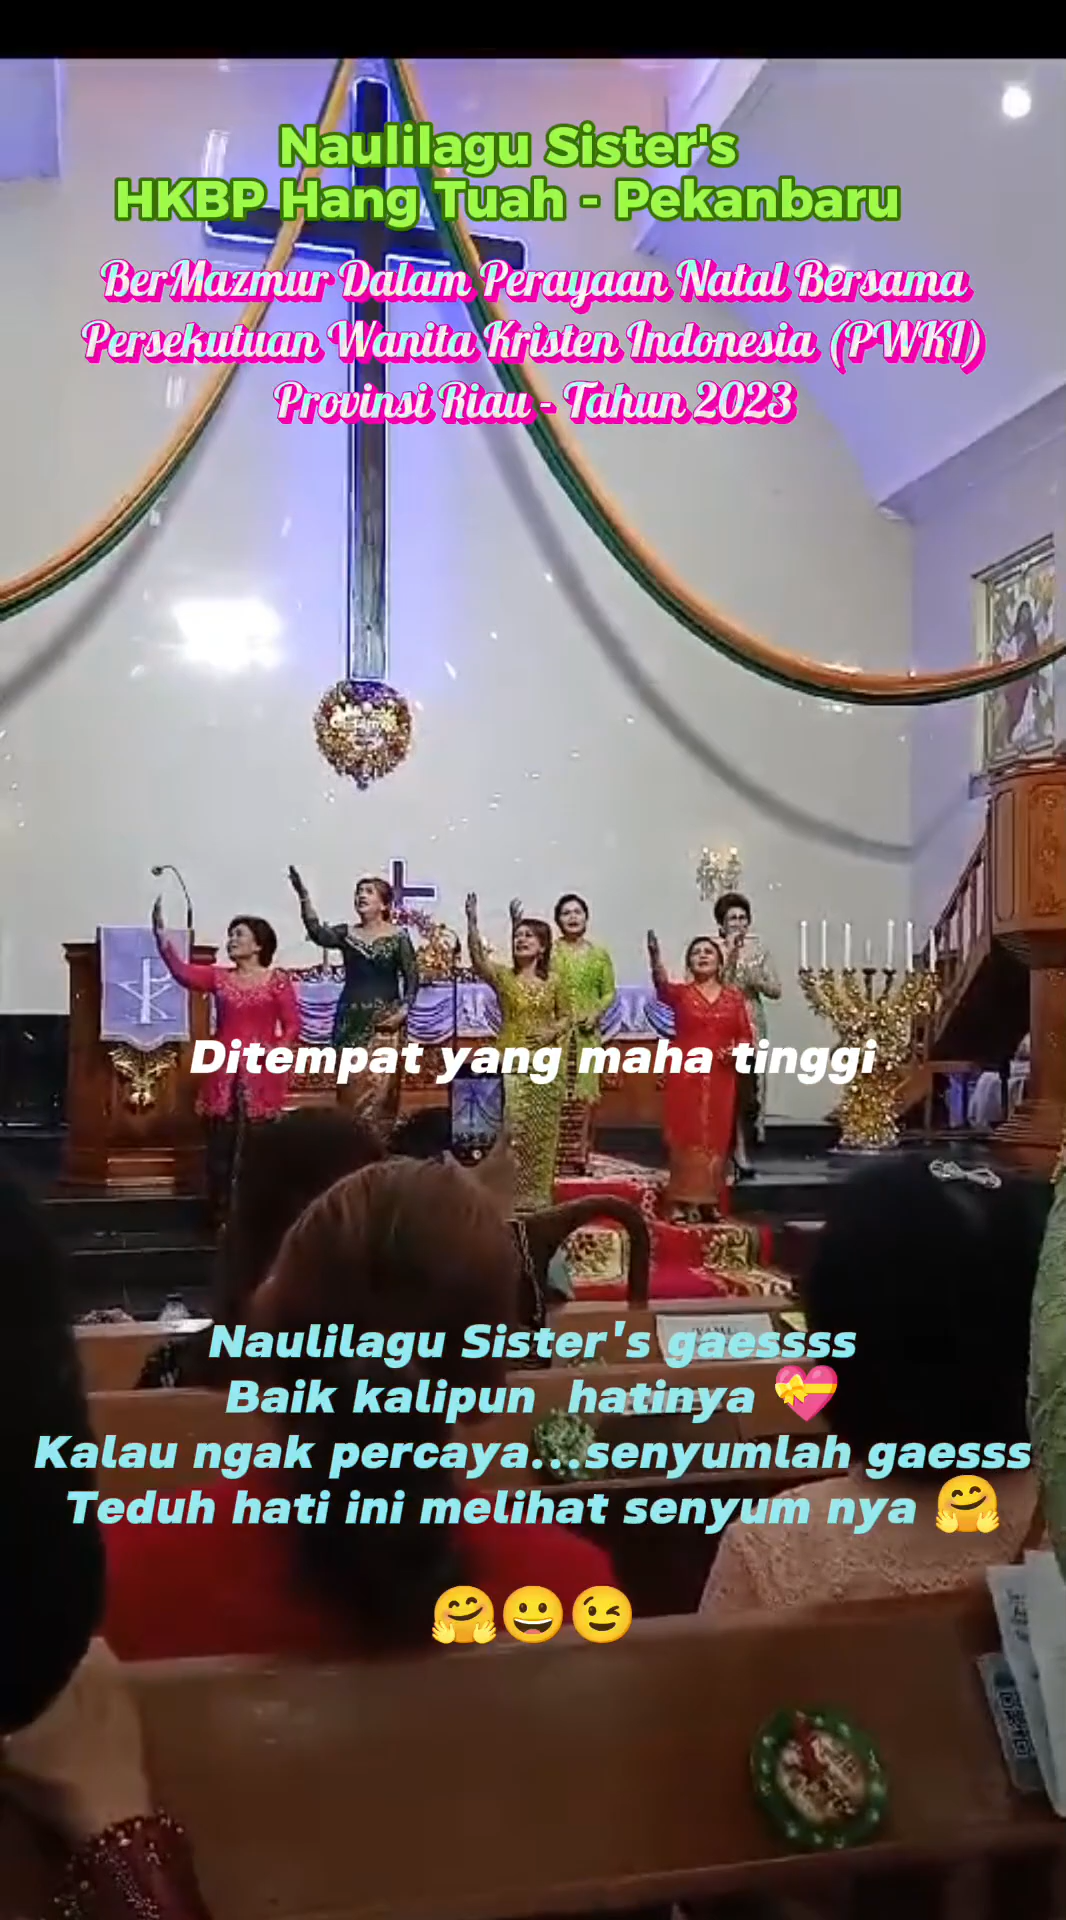 Naulilagu Sister's
HKBP Hang Tuah - Pekanbaru
BerMazmur Dalam Perayaan Natal Bersama
Persekutuan Wanita Kristen Indonesia (PWKI)
Provinsi Riau - Tahun 2023
Ditempat yang maha tinggi
Naulilagu Sister's gaessss
Baik kalipun hatinya 💝
Kalau ngak percaya...senyumlah gaesss
Teduh hati ini melihat senyum nya 🤗
🤗😀😉